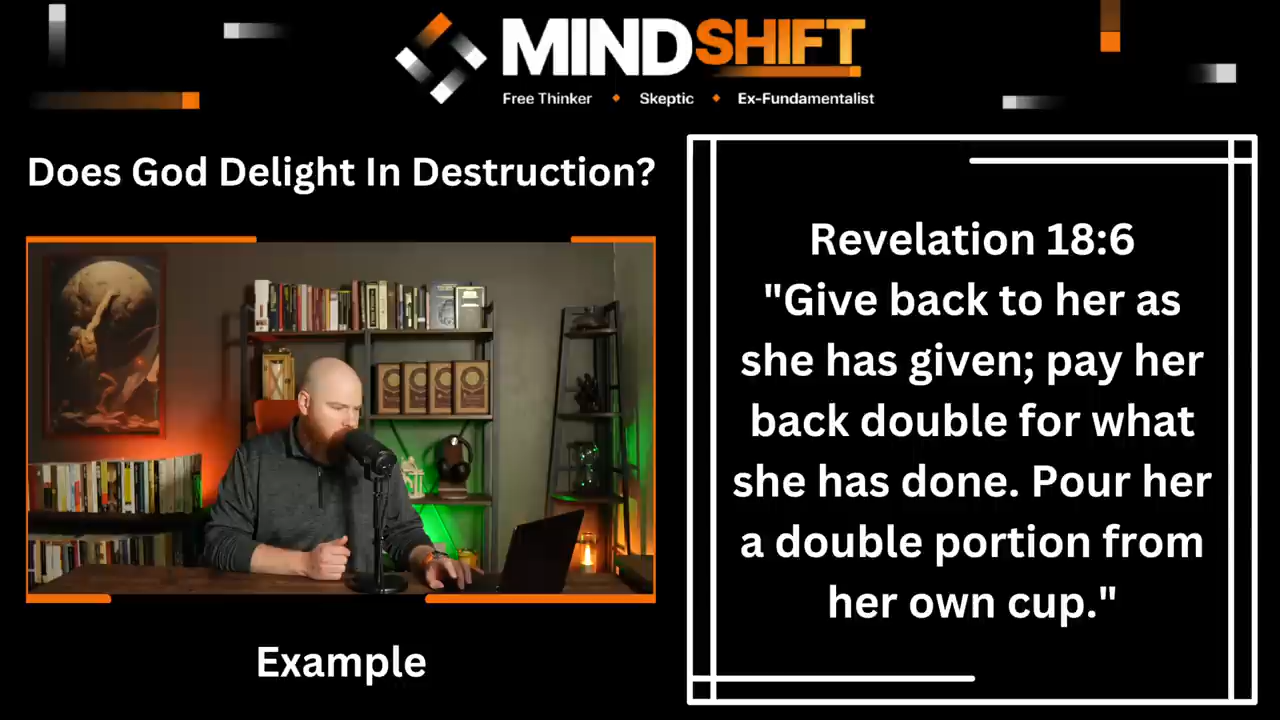 MINDSHIFT
Free Thinker ◆ Skeptic ◆ Ex-Fundamentalist
Does God Delight In Destruction?
Revelation 18:6
"Give back to her as
she has given; pay her
back double for what
she has done. Pour her
a double portion from
her own cup."
Example